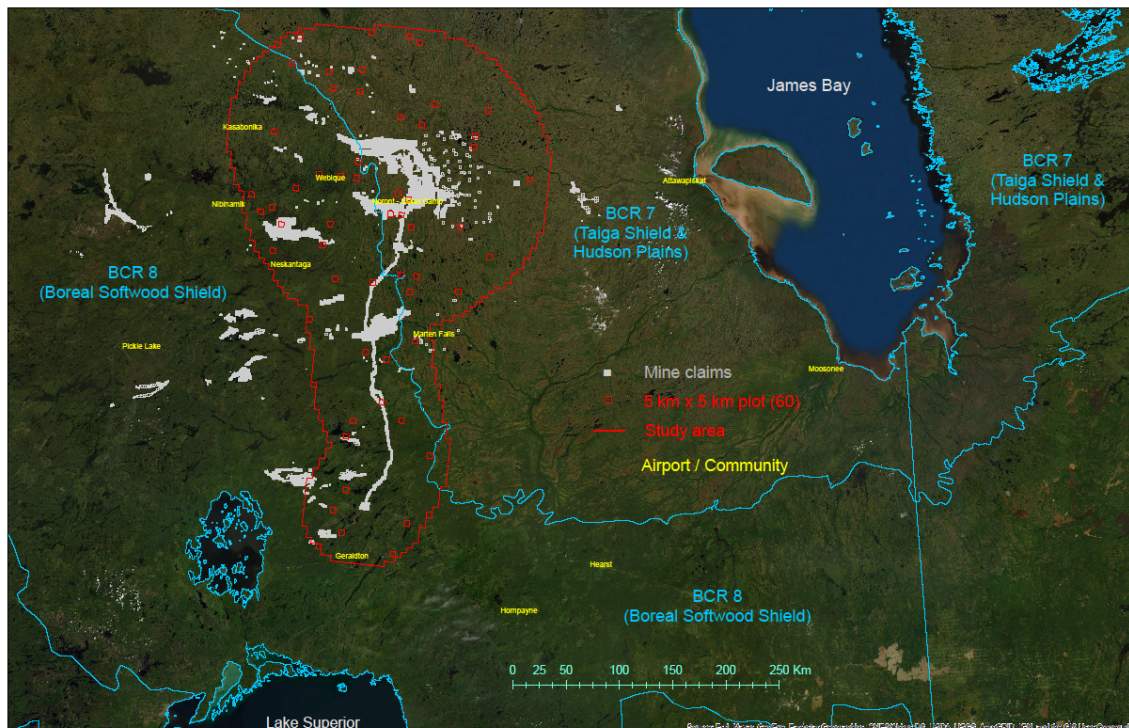 James Bay
Kasabonika
Webique
Attawapiskat
BCR 7
(Taiga Shield &
Hudson Plains)
Nibinamik
BCR 7
(Taiga Shield &
Hudson Plains)
Neskantaga
BCR 8
(Boreal Softwood Shield)
Marten Falls
Pickle Lake
Moosonee
Mine claims
5 km x 5 km plot (60)
Study area
Airport / Community
Geraldton
Hearst
Hornpayne
BCR 8
(Boreal Softwood Shield)
0 25 50 100 150 200 250 Km
Lake Superior